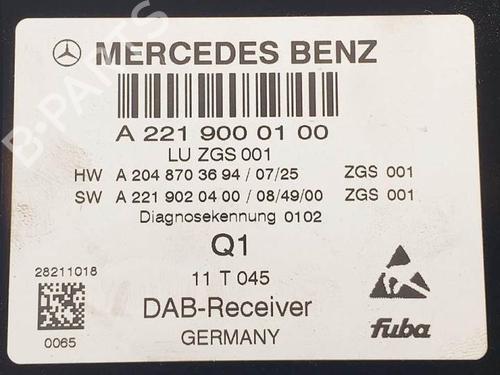 MERCEDES BENZ
A 221 900 01 00
LU ZGS 001
HW A 204 870 36 94 / 07/25 ZGS 001
SW A 221 902 04 00 / 08/49/00 ZGS 001
Diagnosekennung 0102
Q1
28211018
11 T 045
DAB-Receiver
0065
GERMANY
fuba
B-PARTS